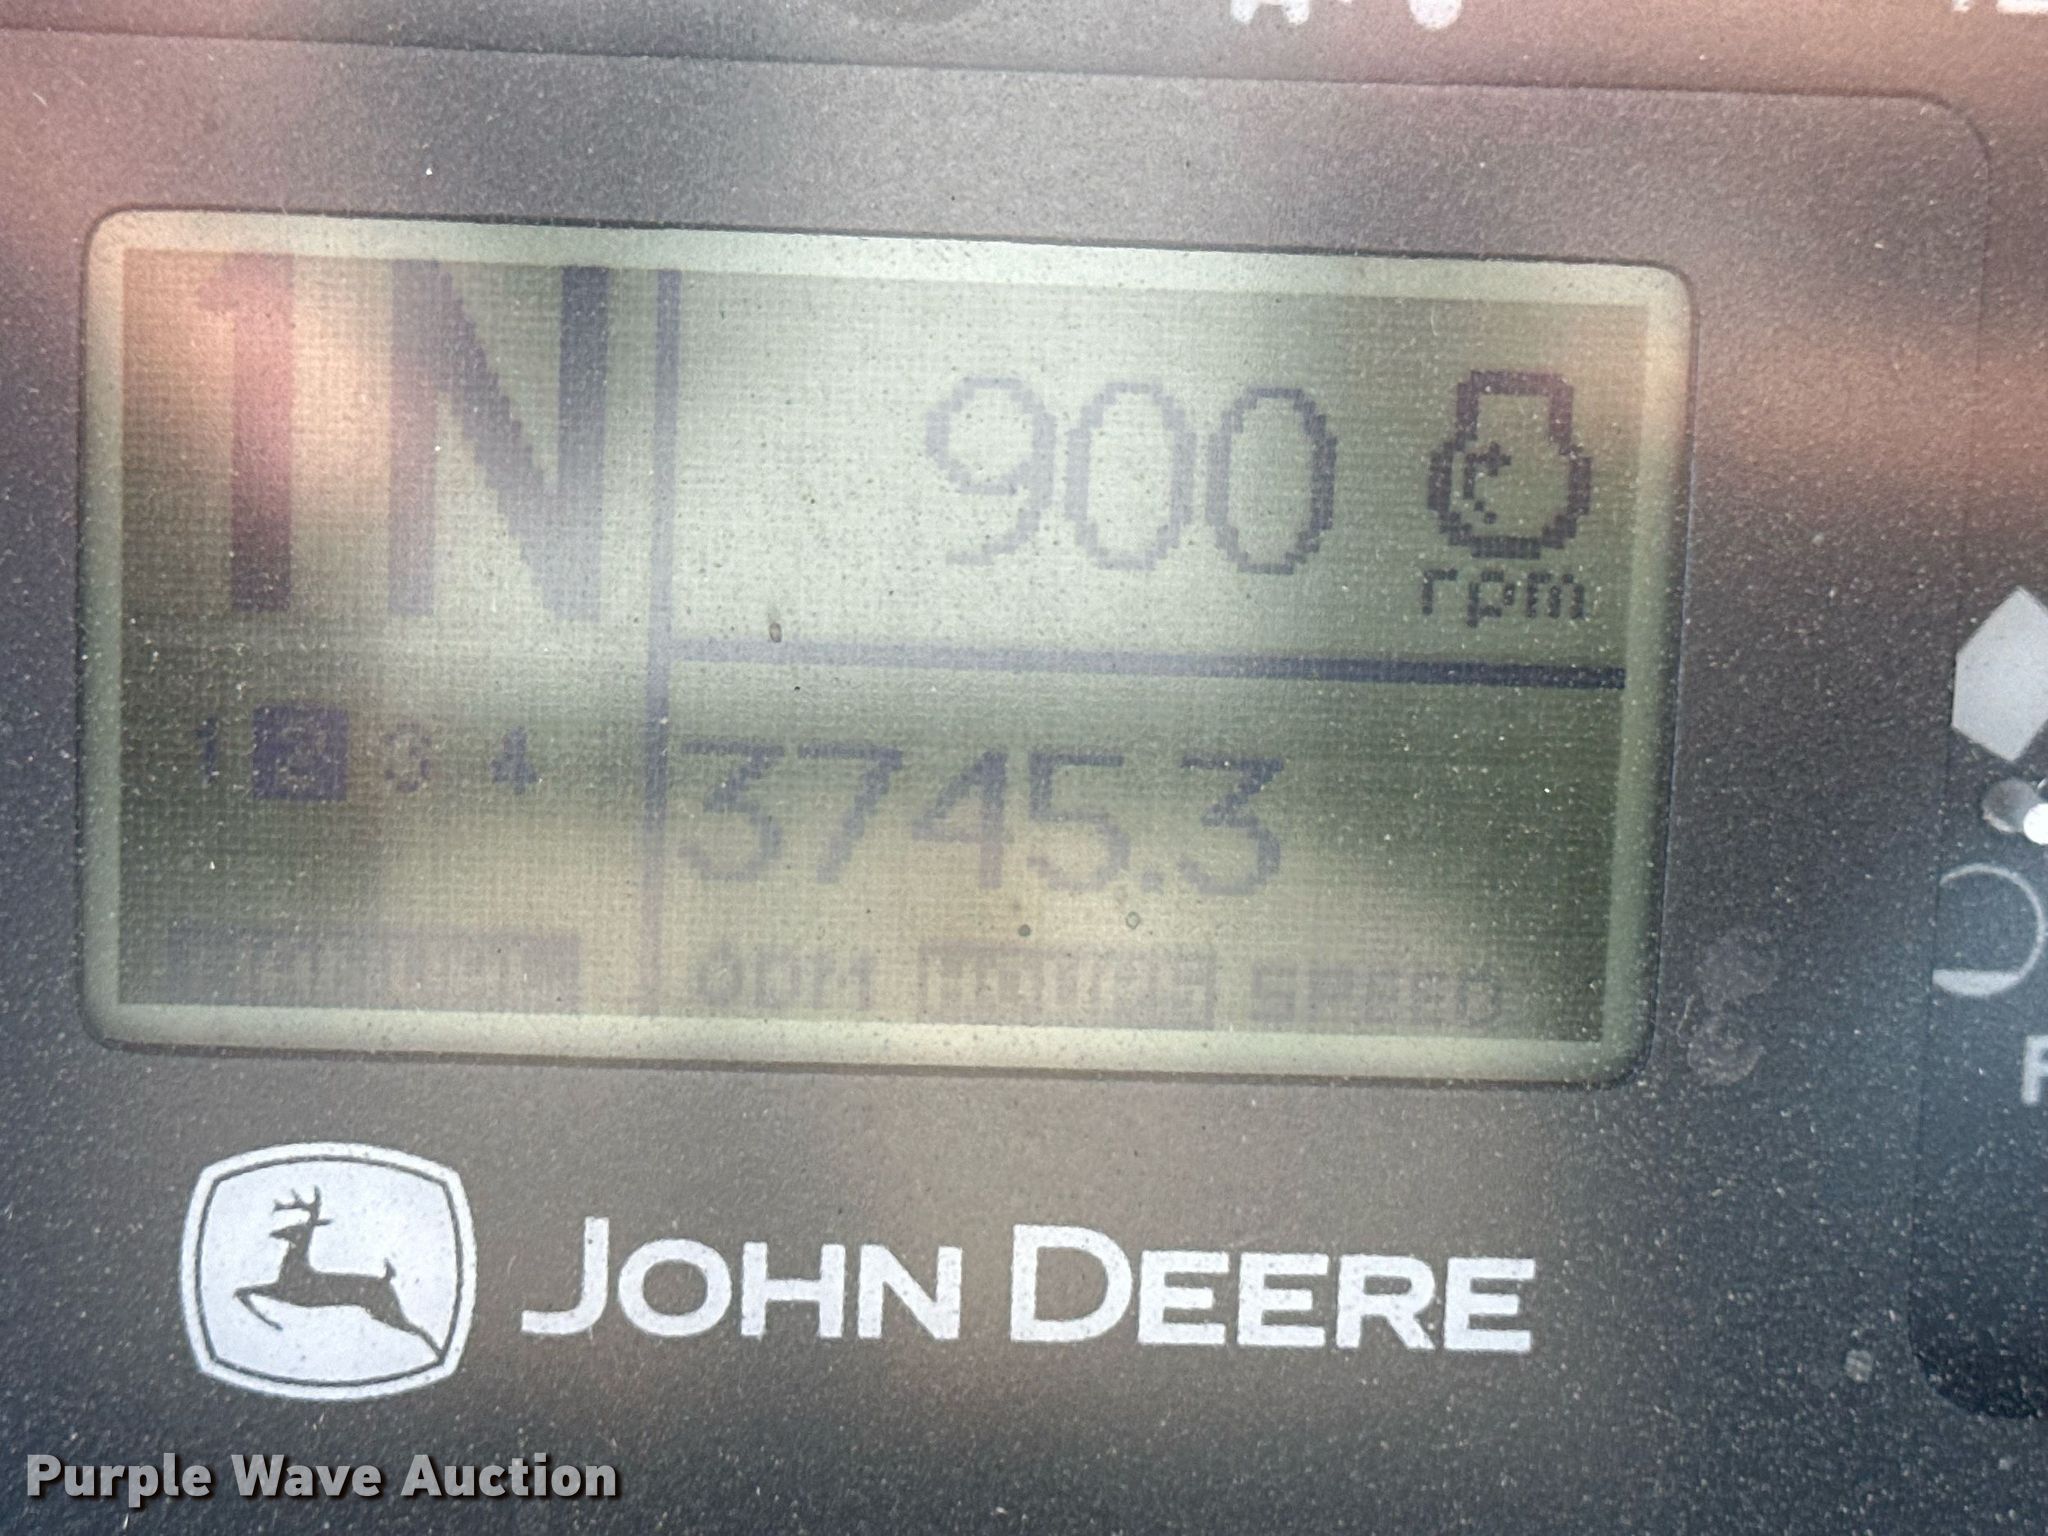 1N
900
rpm
1 2 3 4
3745.3
ODM HOURS SPEED
JOHN DEERE
Purple Wave Auction